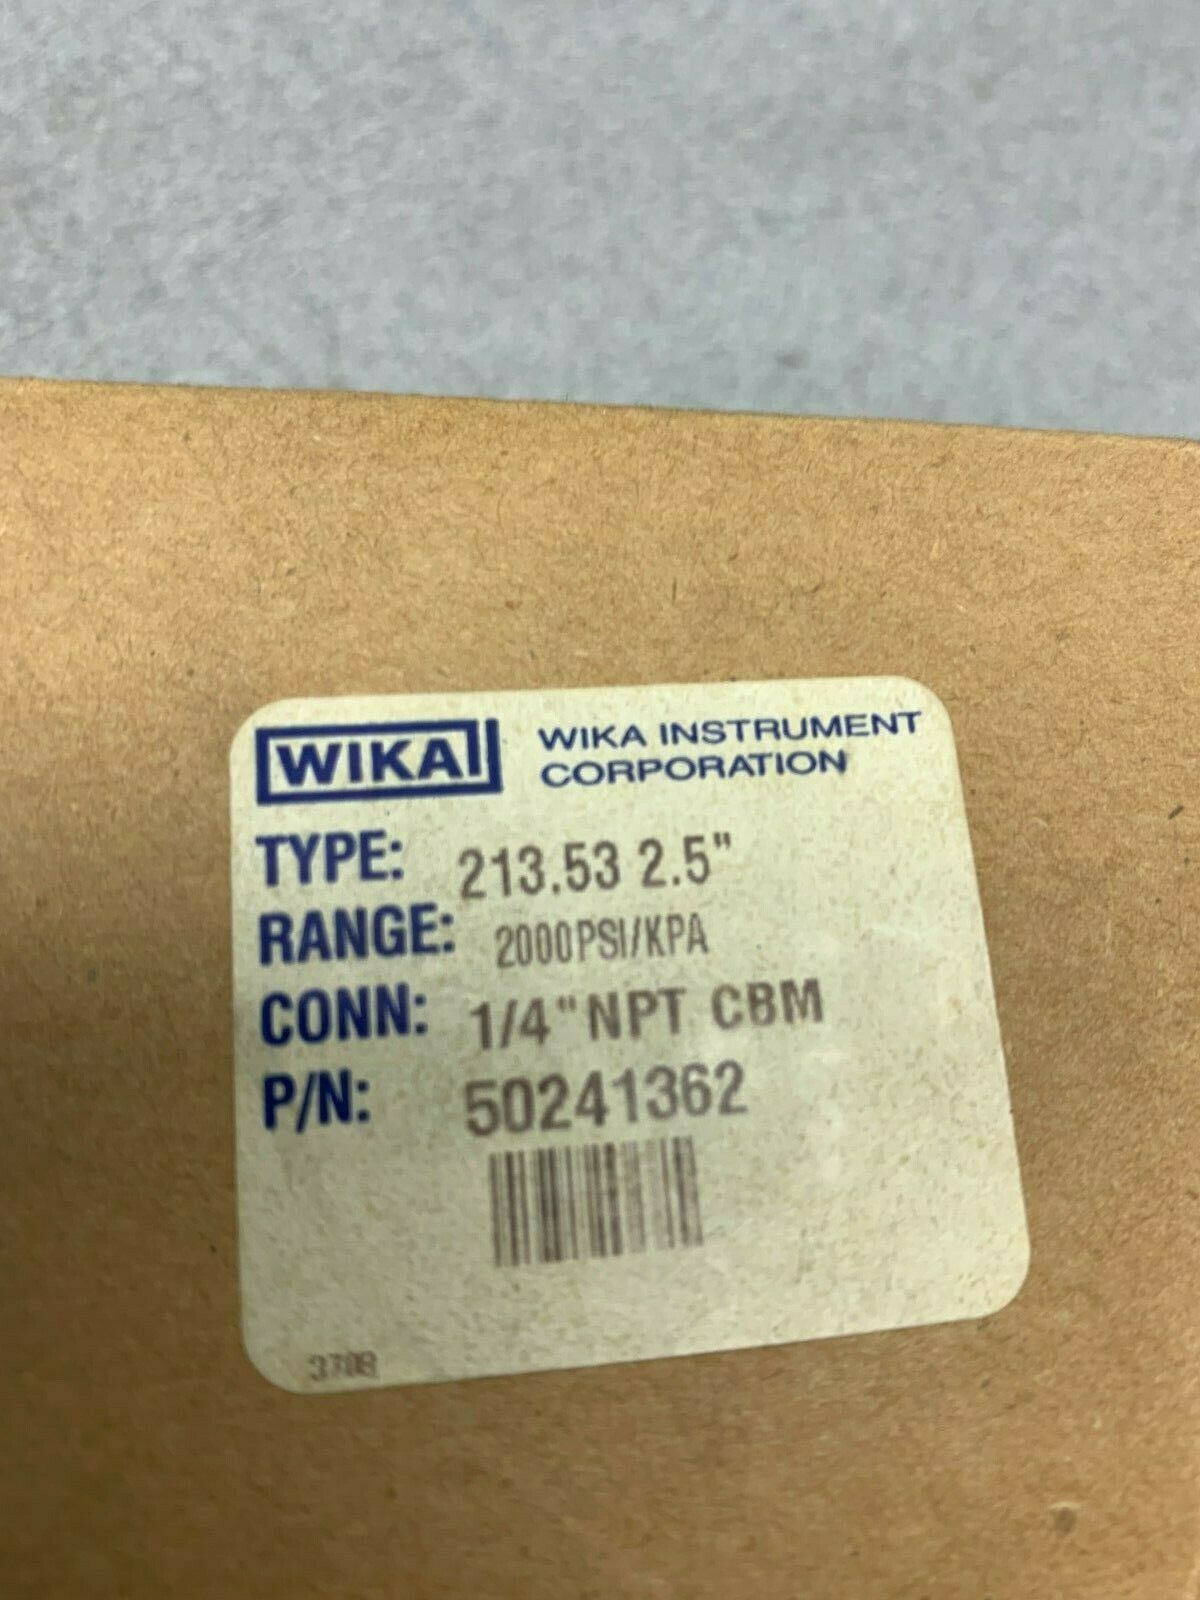 WIKA WIKA INSTRUMENT
CORPORATION
TYPE: 213.53 2.5"
RANGE: 2000PSI/KPA
CONN: 1/4"NPT CBM
P/N: 50241362
3708